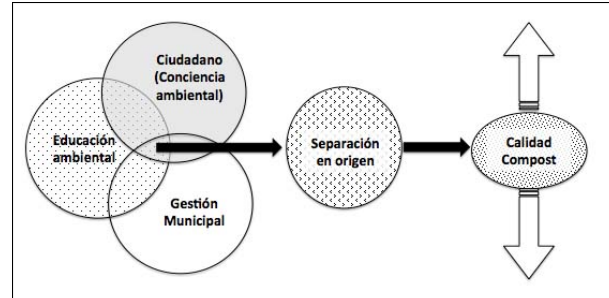 Ciudadano
(Conciencia
ambiental)
Educación
ambiental
Gestión
Municipal
Separación
en origen
Calidad
Compost